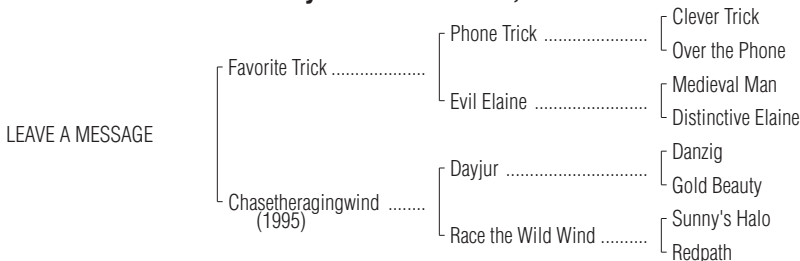 Clever Trick
Phone Trick .....................
Over the Phone
Favorite Trick ...................
Medieval Man
Evil Elaine .......................
Distinctive Elaine
LEAVE A MESSAGE
Danzig
Dayjur ............................
Gold Beauty
Chasetheragingwind ........
(1995)
Sunny's Halo
Race the Wild Wind ..........
Redpath